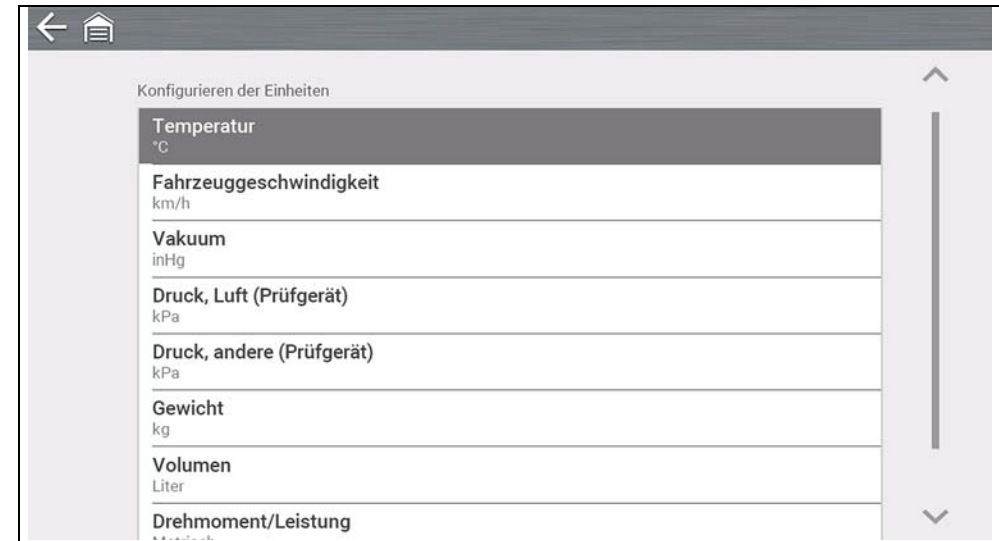 Konfigurieren der Einheiten
Temperatur
°C
Fahrzeuggeschwindigkeit
km/h
Vakuum
inHg
Druck, Luft (Prüfgerät)
kPa
Druck, andere (Prüfgerät)
kPa
Gewicht
kg
Volumen
Liter
Drehmoment/Leistung